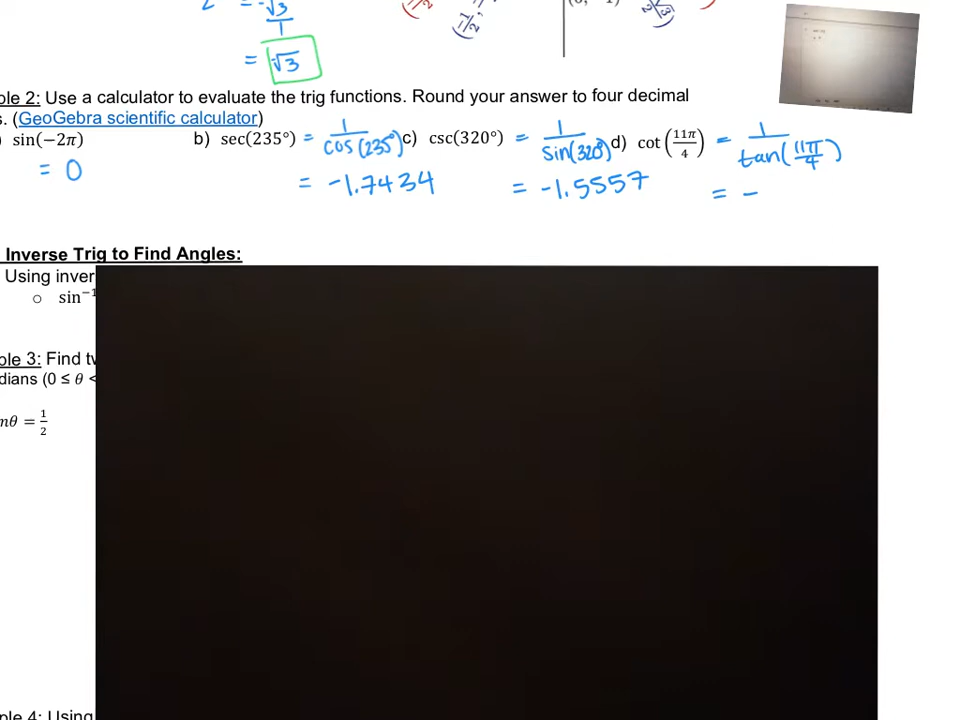 = -√3
1
= √3
ple 2: Use a calculator to evaluate the trig functions. Round your answer to four decimal
s. (GeoGebra scientific calculator)
sin(−2π) b) sec(235°) = 1/cos(235°) c) csc(320°) = 1/sin(320°) d) cot(11π/4) = 1/tan(11π/4)
= 0 = -1.7434 = -1.5557 = -
Inverse Trig to Find Angles:
Using inver
o sin⁻¹
ple 3: Find tw
dians (0 ≤ θ <
nθ = 1/2
ple 4: Using